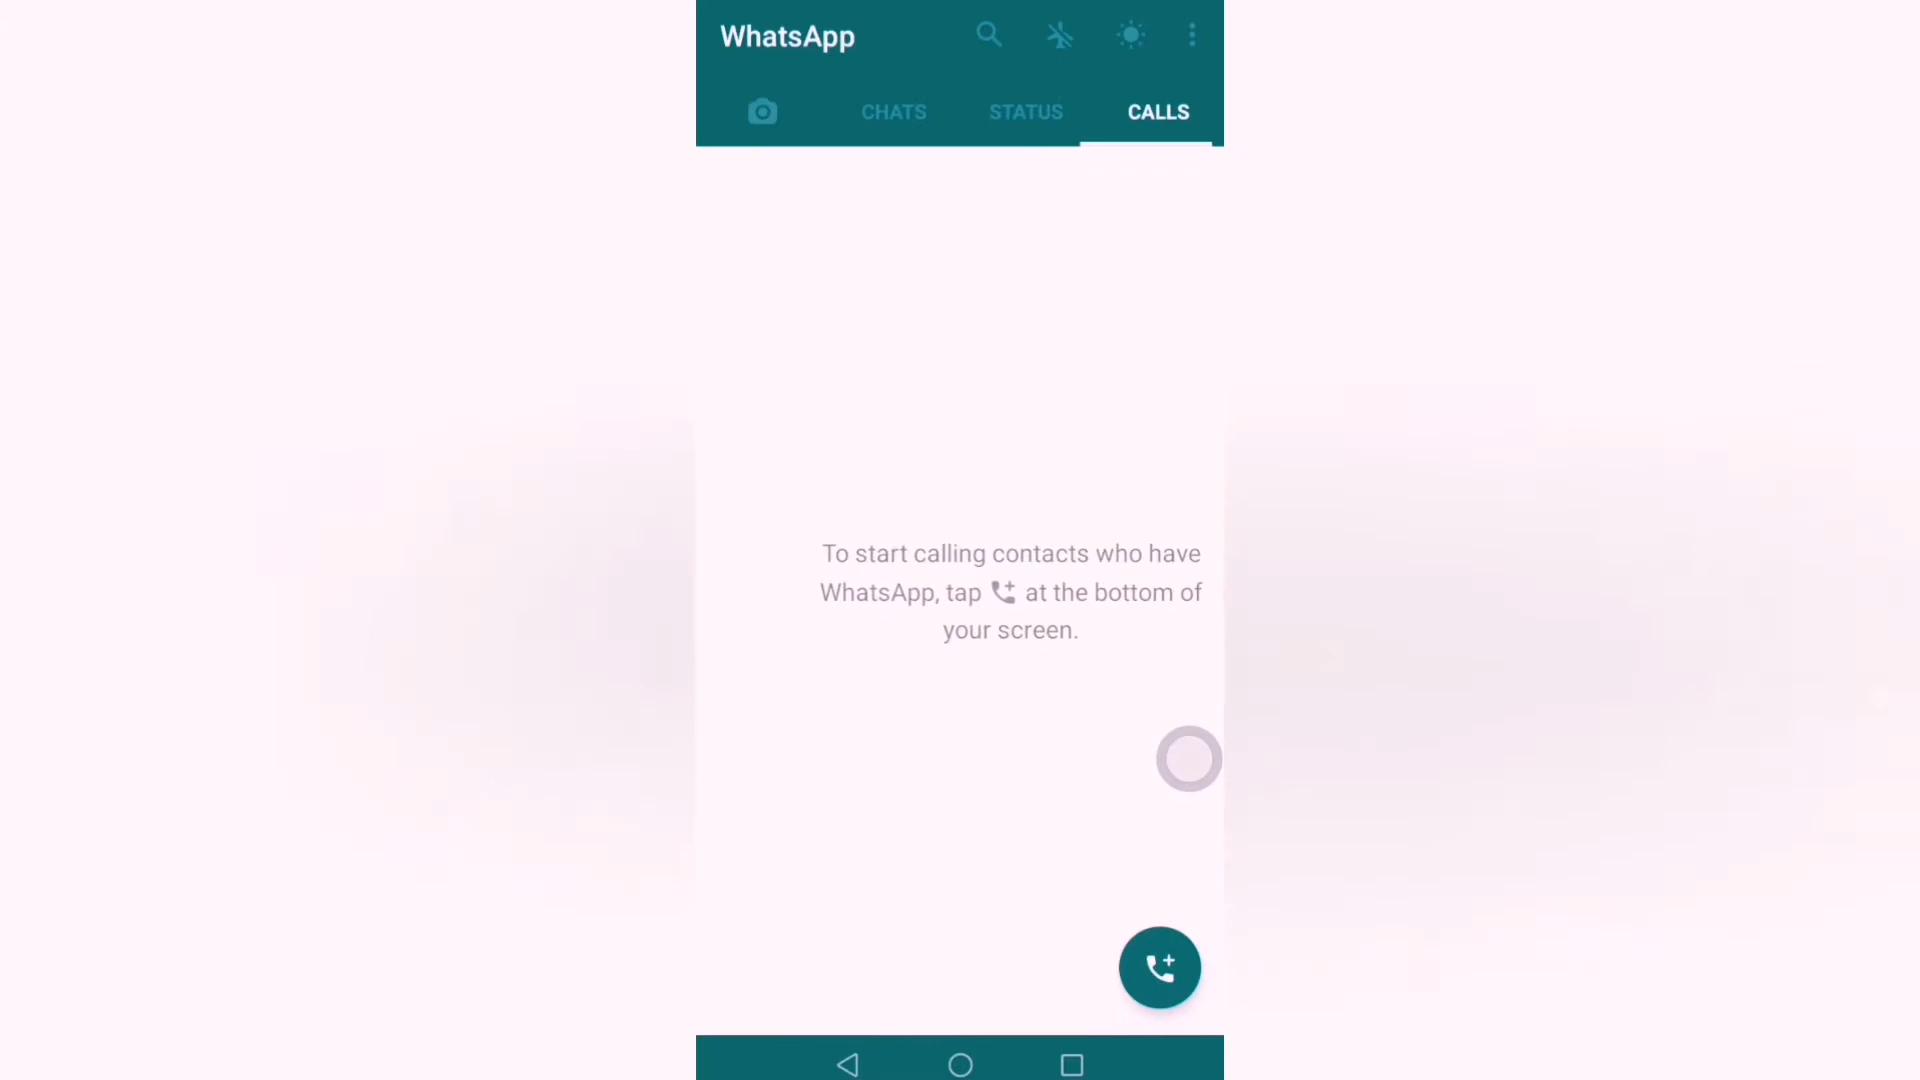 WhatsApp
CHATS STATUS CALLS
To start calling contacts who have
WhatsApp, tap at the bottom of
your screen.